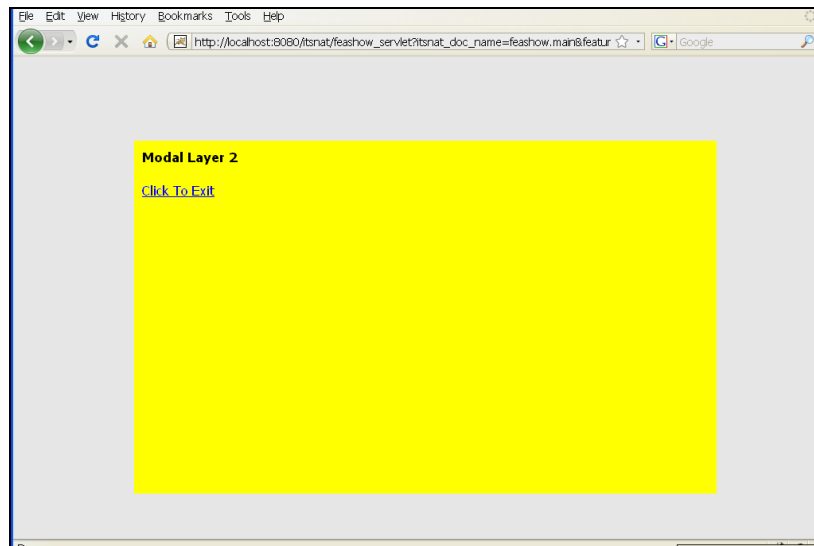 File Edit View History Bookmarks Tools Help
http://localhost:8080/itsnat/feashow_servlet?itsnat_doc_name=feashow.main&featur
G Google
Modal Layer 2
Click To Exit